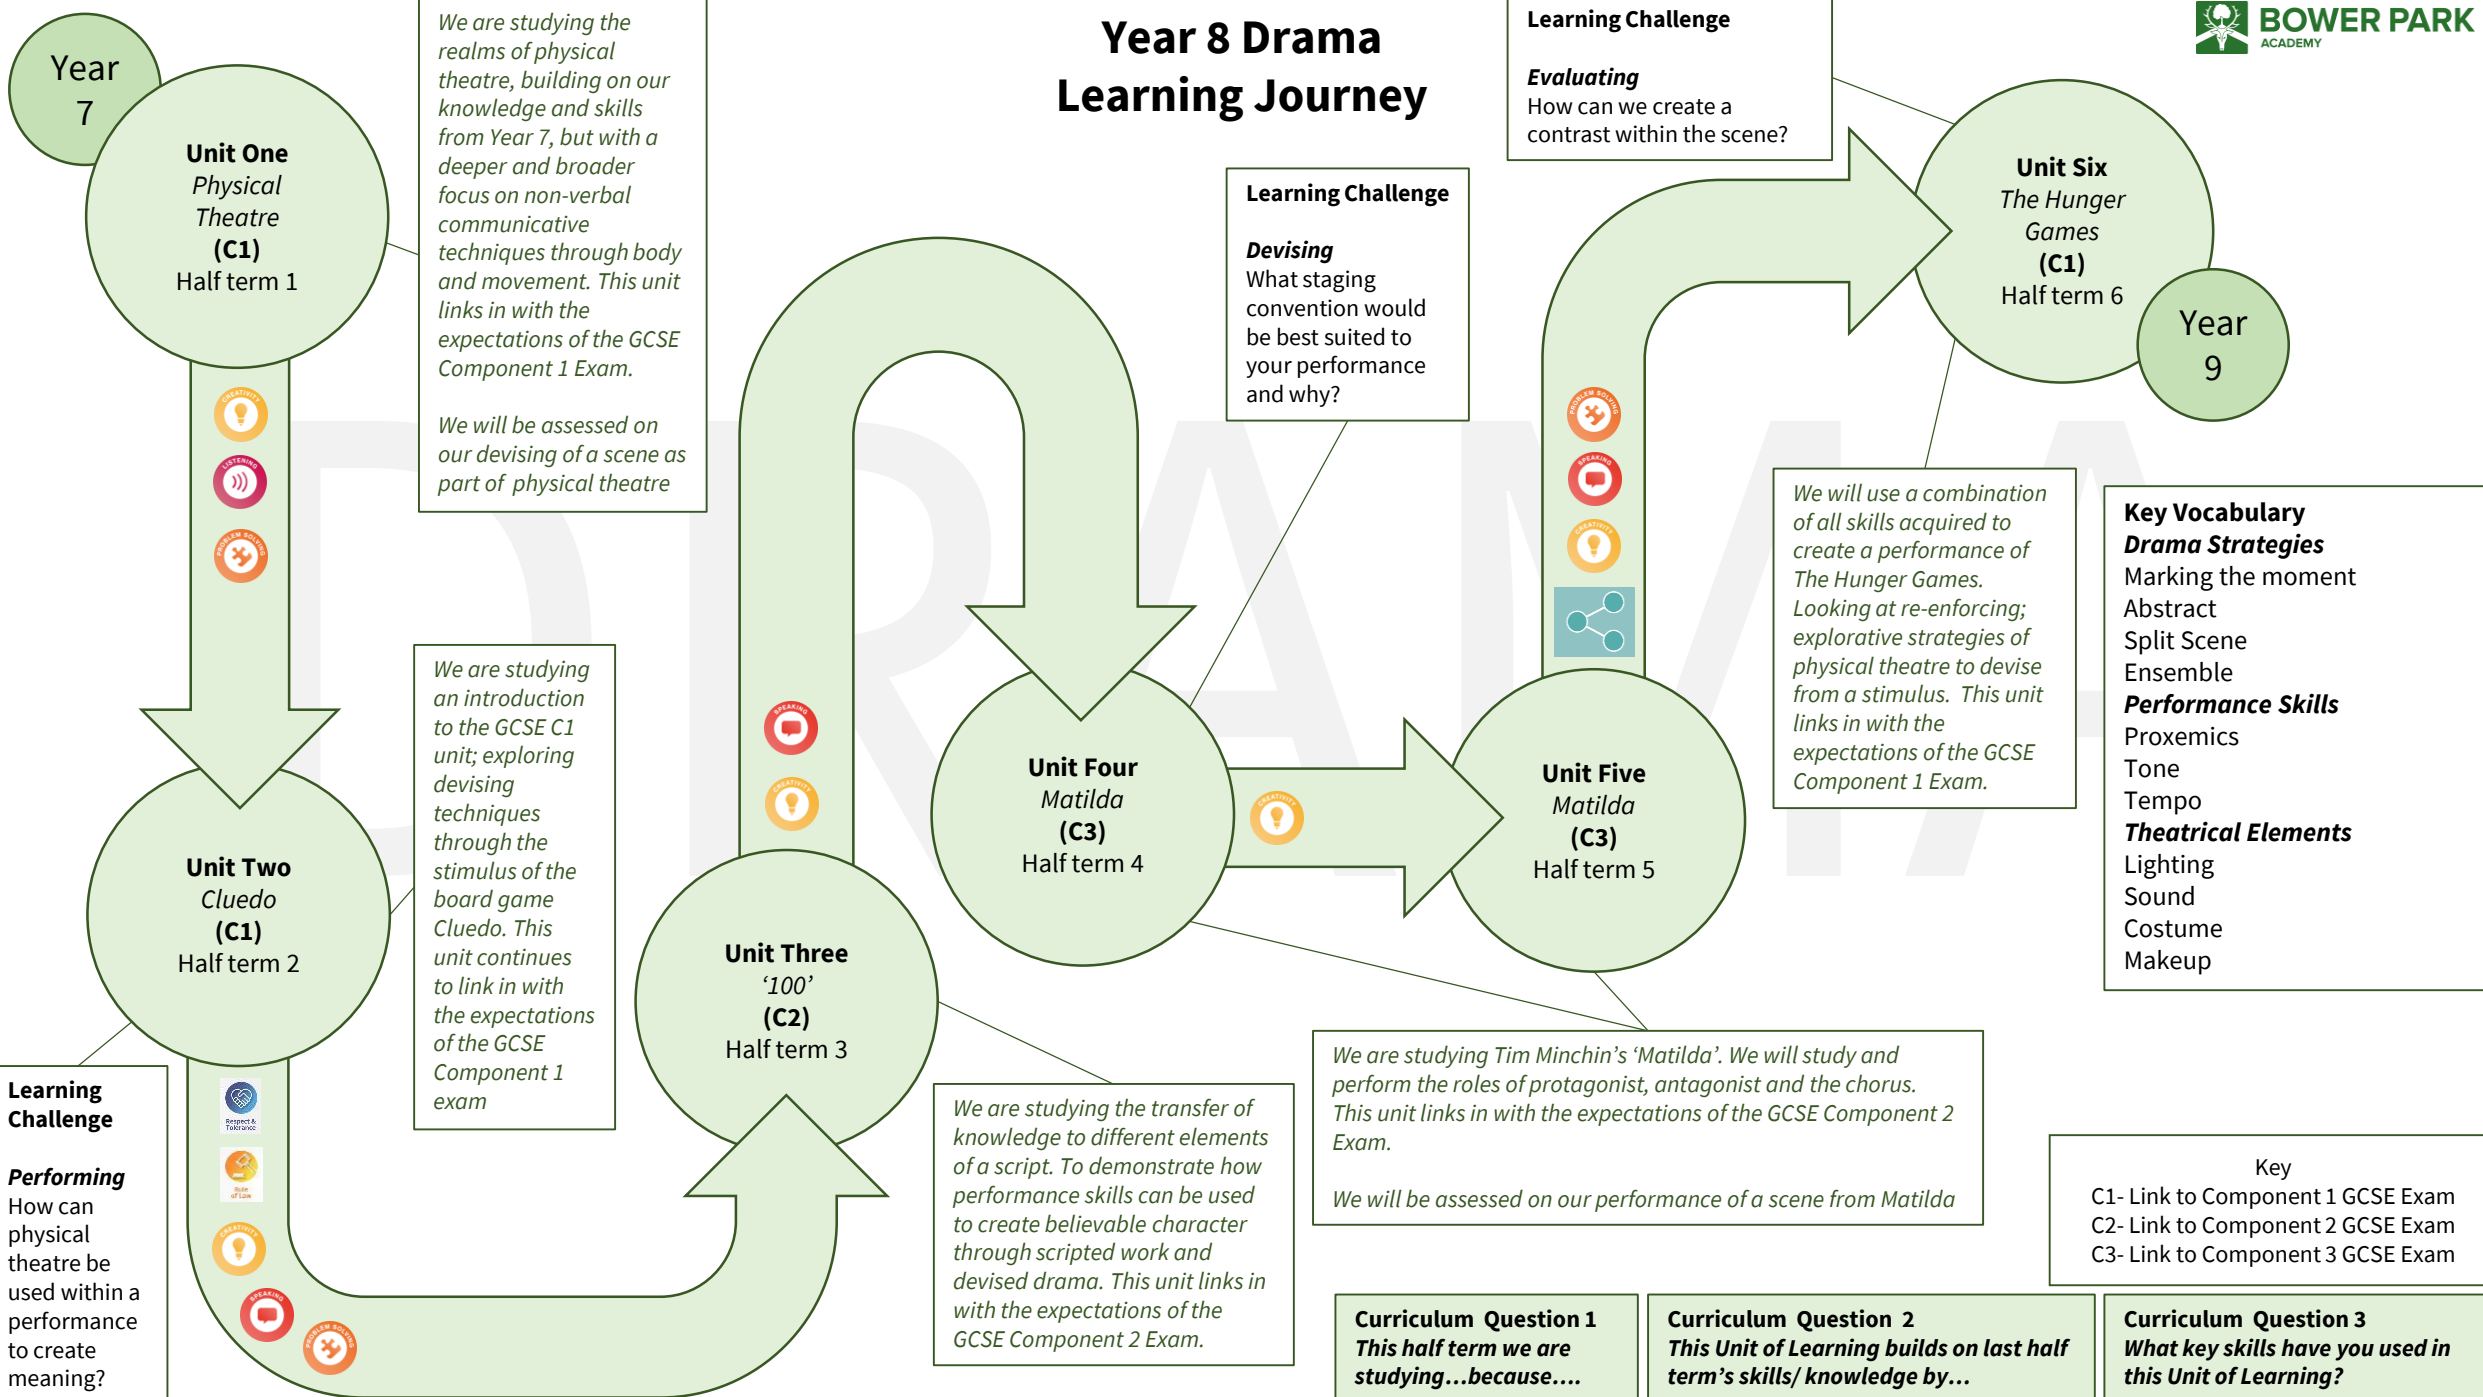 Year 8 Drama
Learning Journey
BOWER PARK
ACADEMY
Year
7
Unit One
Physical
Theatre
(C1)
Half term 1
We are studying the
realms of physical
theatre, building on our
knowledge and skills
from Year 7, but with a
deeper and broader
focus on non-verbal
communicative
techniques through body
and movement. This unit
links in with the
expectations of the GCSE
Component 1 Exam.
We will be assessed on
our devising of a scene as
part of physical theatre
CREATIVITY
LISTENING
PROBLEM SOLVING
Unit Two
Cluedo
(C1)
Half term 2
We are studying
an introduction
to the GCSE C1
unit; exploring
devising
techniques
through the
stimulus of the
board game
Cluedo. This
unit continues
to link in with
the expectations
of the GCSE
Component 1
exam
Learning
Challenge
Performing
How can
physical
theatre be
used within a
performance
to create
meaning?
Respect &
Tolerance
Rule
of Law
CREATIVITY
SPEAKING
PROBLEM SOLVING
Unit Three
‘100’
(C2)
Half term 3
We are studying the transfer of
knowledge to different elements
of a script. To demonstrate how
performance skills can be used
to create believable character
through scripted work and
devised drama. This unit links in
with the expectations of the
GCSE Component 2 Exam.
SPEAKING
CREATIVITY
Learning Challenge
Devising
What staging
convention would
be best suited to
your performance
and why?
Unit Four
Matilda
(C3)
Half term 4
CREATIVITY
Unit Five
Matilda
(C3)
Half term 5
We are studying Tim Minchin’s ‘Matilda’. We will study and
perform the roles of protagonist, antagonist and the chorus.
This unit links in with the expectations of the GCSE Component 2
Exam.
We will be assessed on our performance of a scene from Matilda
PROBLEM SOLVING
SPEAKING
CREATIVITY
Learning Challenge
Evaluating
How can we create a
contrast within the scene?
Unit Six
The Hunger
Games
(C1)
Half term 6
Year
9
We will use a combination
of all skills acquired to
create a performance of
The Hunger Games.
Looking at re-enforcing;
explorative strategies of
physical theatre to devise
from a stimulus. This unit
links in with the
expectations of the GCSE
Component 1 Exam.
Key Vocabulary
Drama Strategies
Marking the moment
Abstract
Split Scene
Ensemble
Performance Skills
Proxemics
Tone
Tempo
Theatrical Elements
Lighting
Sound
Costume
Makeup
Key
C1- Link to Component 1 GCSE Exam
C2- Link to Component 2 GCSE Exam
C3- Link to Component 3 GCSE Exam
Curriculum Question 1
This half term we are
studying…because….
Curriculum Question 2
This Unit of Learning builds on last half
term’s skills/ knowledge by…
Curriculum Question 3
What key skills have you used in
this Unit of Learning?
DRAMA